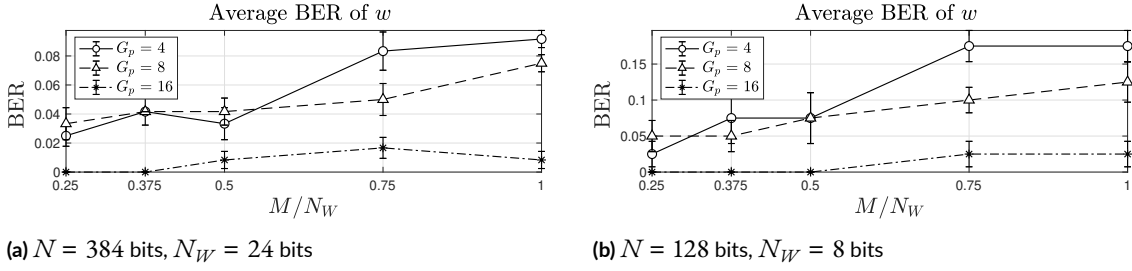 Average BER of w
BER
0.08
0.06
0.04
0.02
0
G_p = 4
G_p = 8
G_p = 16
0.25 0.375 0.5 0.75 1
M/N_W
(a) N = 384 bits, N_W = 24 bits
Average BER of w
BER
0.15
0.1
0.05
0
G_p = 4
G_p = 8
G_p = 16
0.25 0.375 0.5 0.75 1
M/N_W
(b) N = 128 bits, N_W = 8 bits